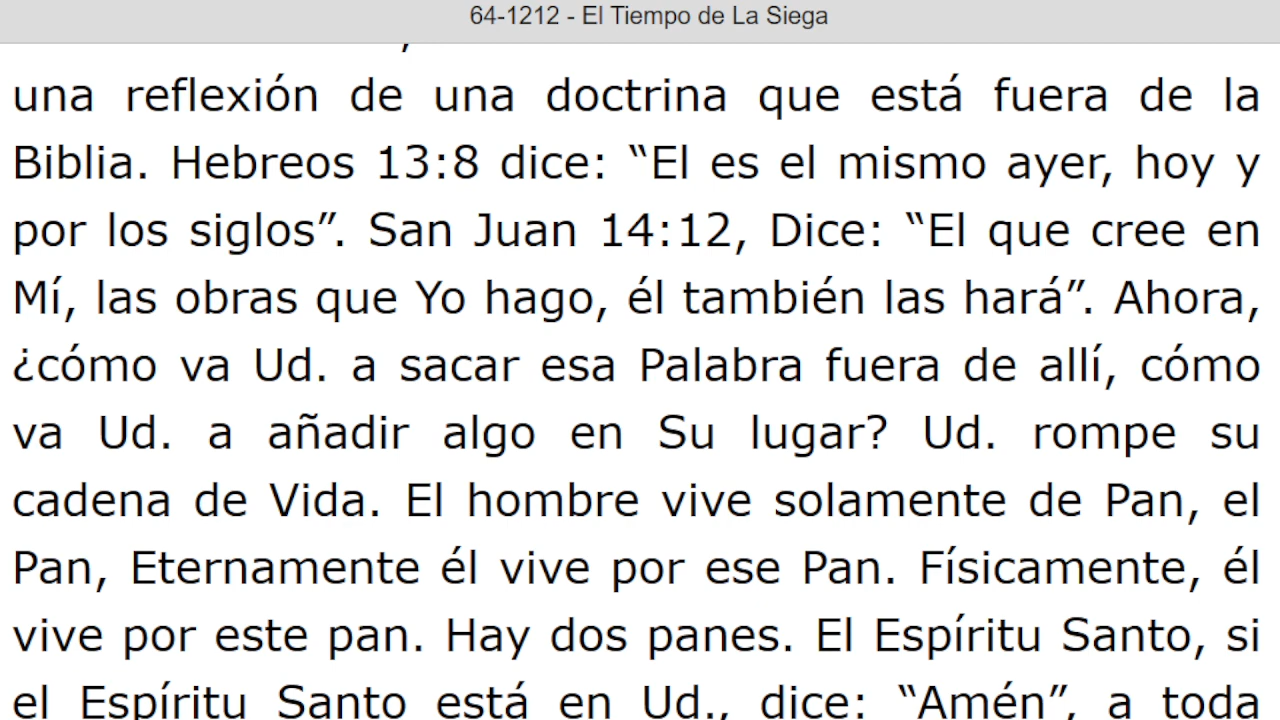 64-1212 - El Tiempo de La Siega
una reflexión de una doctrina que está fuera de la
Biblia. Hebreos 13:8 dice: “El es el mismo ayer, hoy y
por los siglos”. San Juan 14:12, Dice: “El que cree en
Mí, las obras que Yo hago, él también las hará”. Ahora,
¿cómo va Ud. a sacar esa Palabra fuera de allí, cómo
va Ud. a añadir algo en Su lugar? Ud. rompe su
cadena de Vida. El hombre vive solamente de Pan, el
Pan, Eternamente él vive por ese Pan. Físicamente, él
vive por este pan. Hay dos panes. El Espíritu Santo, si
el Espíritu Santo está en Ud., dice: “Amén”, a toda